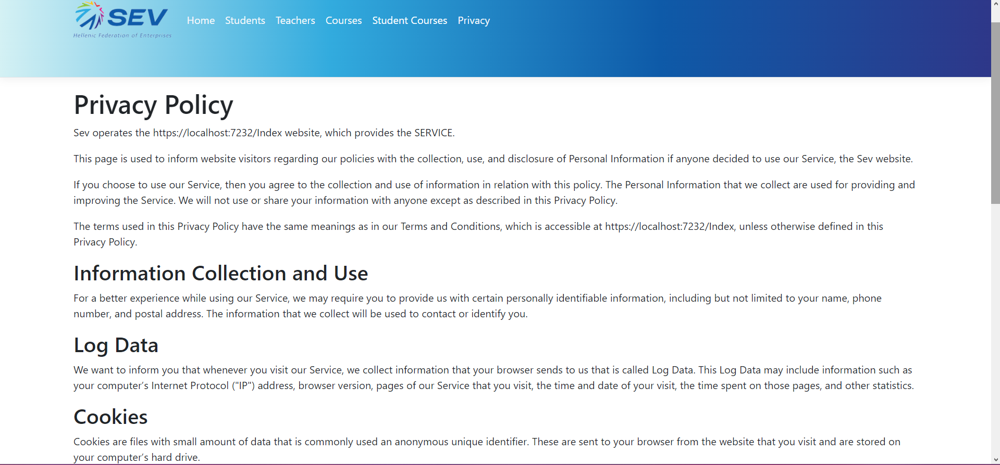 SEV
Hellenic Federation of Enterprises
Home Students Teachers Courses Student Courses Privacy
Privacy Policy
Sev operates the https://localhost:7232/Index website, which provides the SERVICE.
This page is used to inform website visitors regarding our policies with the collection, use, and disclosure of Personal Information if anyone decided to use our Service, the Sev website.
If you choose to use our Service, then you agree to the collection and use of information in relation with this policy. The Personal Information that we collect are used for providing and
improving the Service. We will not use or share your information with anyone except as described in this Privacy Policy.
The terms used in this Privacy Policy have the same meanings as in our Terms and Conditions, which is accessible at https://localhost:7232/Index, unless otherwise defined in this
Privacy Policy.
Information Collection and Use
For a better experience while using our Service, we may require you to provide us with certain personally identifiable information, including but not limited to your name, phone
number, and postal address. The information that we collect will be used to contact or identify you.
Log Data
We want to inform you that whenever you visit our Service, we collect information that your browser sends to us that is called Log Data. This Log Data may include information such as
your computer’s Internet Protocol ("IP") address, browser version, pages of our Service that you visit, the time and date of your visit, the time spent on those pages, and other statistics.
Cookies
Cookies are files with small amount of data that is commonly used an anonymous unique identifier. These are sent to your browser from the website that you visit and are stored on
your computer’s hard drive.